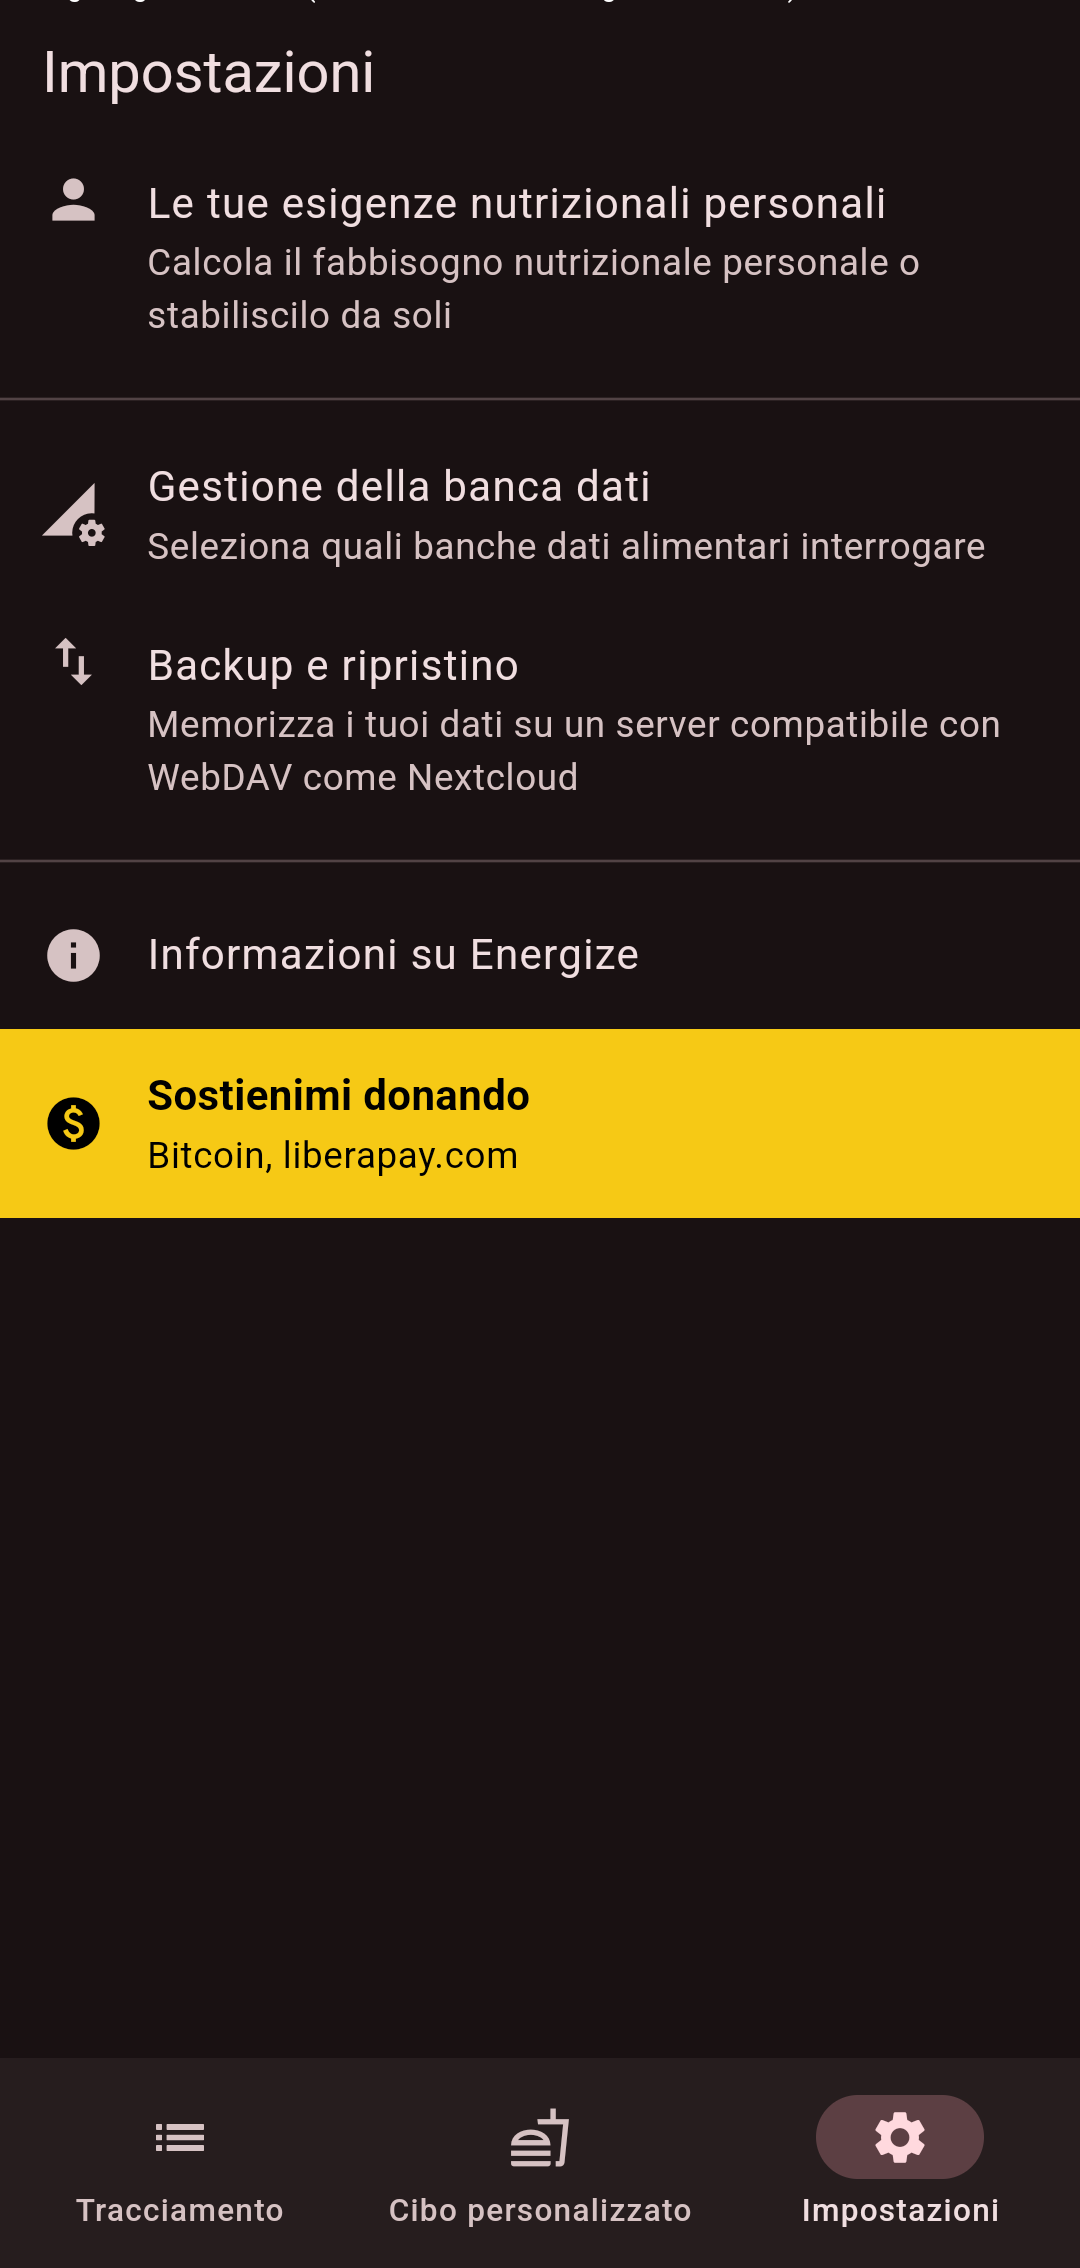 Impostazioni
Le tue esigenze nutrizionali personali
Calcola il fabbisogno nutrizionale personale o
stabiliscilo da soli
Gestione della banca dati
Seleziona quali banche dati alimentari interrogare
Backup e ripristino
Memorizza i tuoi dati su un server compatibile con
WebDAV come Nextcloud
Informazioni su Energize
Sostienimi donando
Bitcoin, liberapay.com
Tracciamento
Cibo personalizzato
Impostazioni